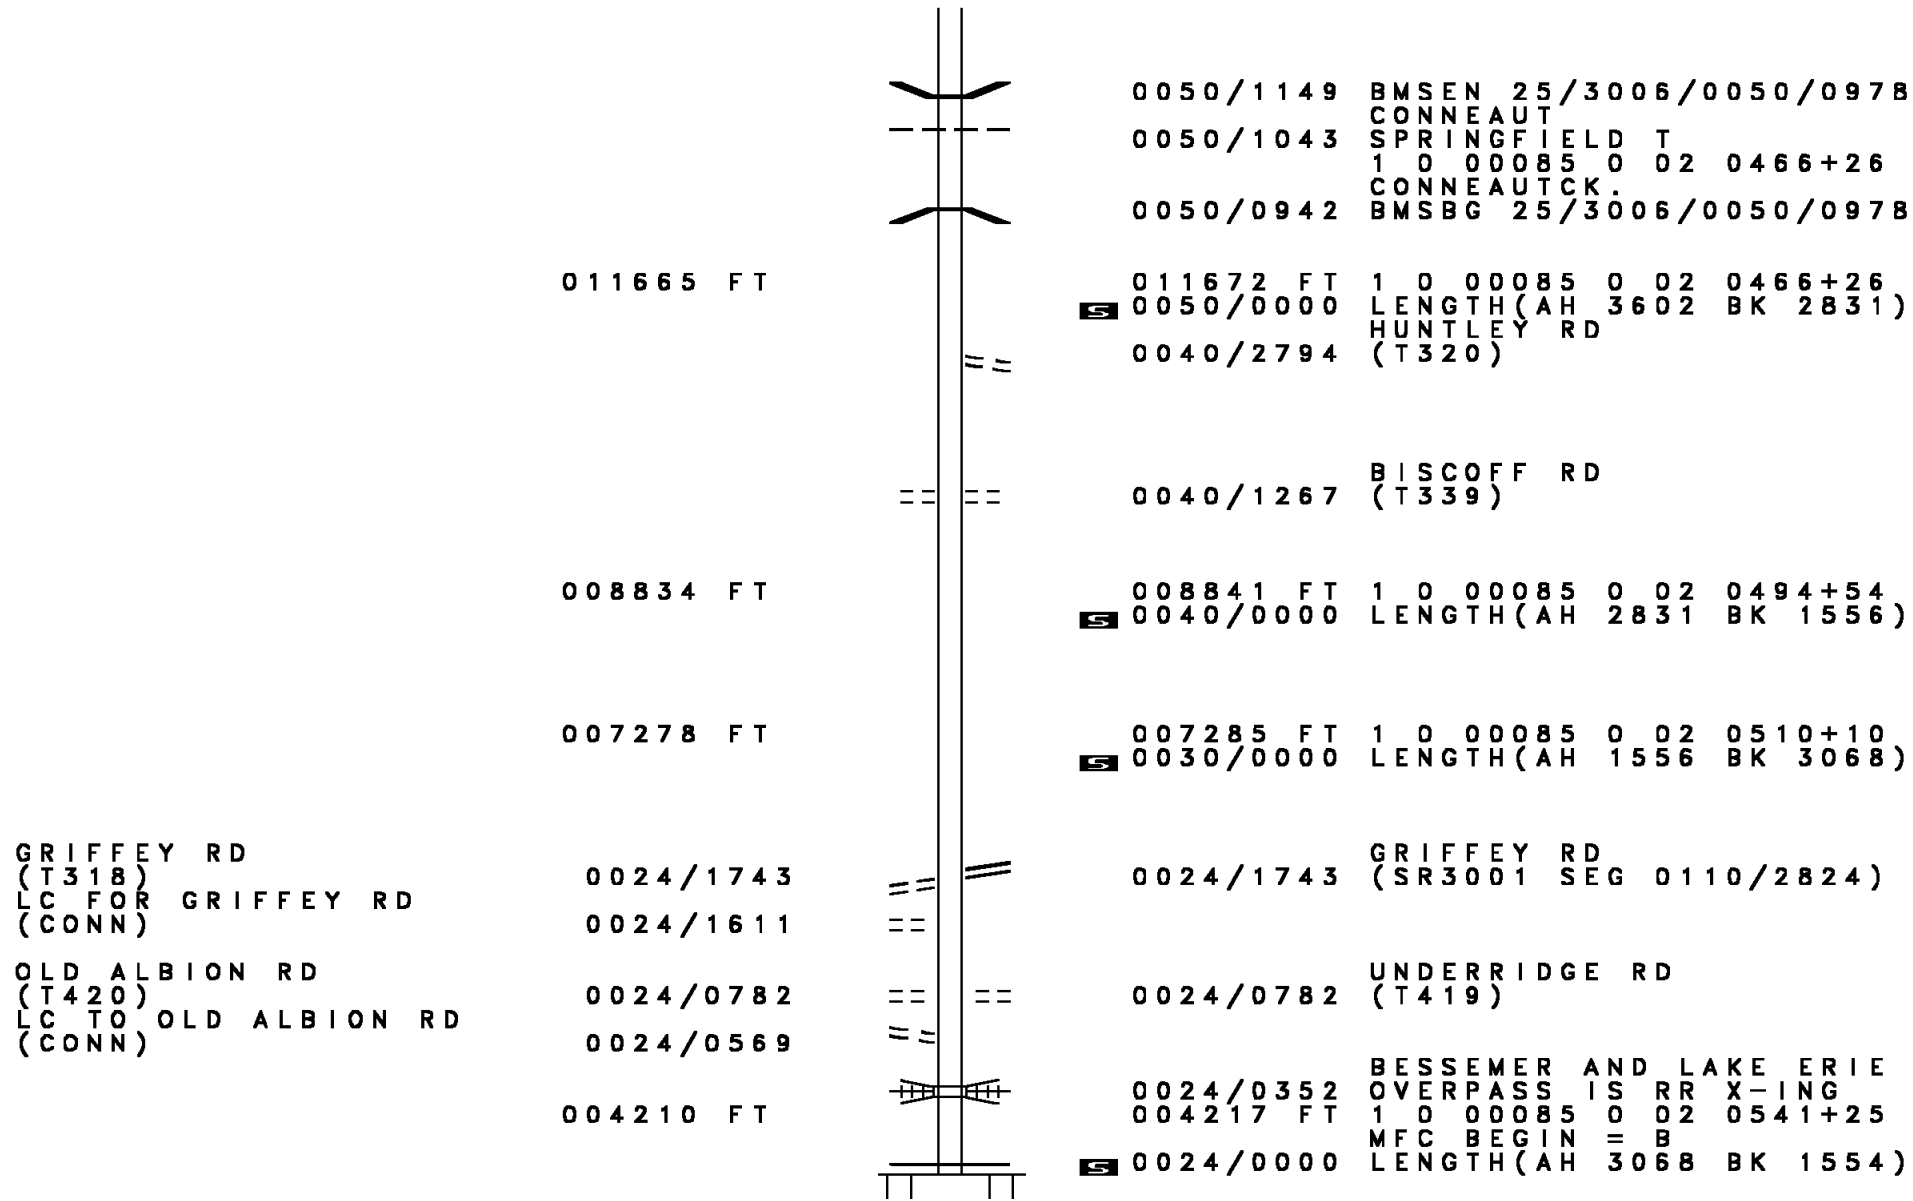 0050/1149 BMSEN 25/3006/0050/0978
CONNEAUT
0050/1043 SPRINGFIELD T
1 0 00085 0 02 0466+26
CONNEAUTCK.
0050/0942 BMSBG 25/3006/0050/0978
011665 FT 011672 FT 1 0 00085 0 02 0466+26
S 0050/0000 LENGTH(AH 3602 BK 2831)
HUNTLEY RD
0040/2794 (T320)
BISCOFF RD
0040/1267 (T339)
008834 FT 008841 FT 1 0 00085 0 02 0494+54
S 0040/0000 LENGTH(AH 2831 BK 1556)
007278 FT 007285 FT 1 0 00085 0 02 0510+10
S 0030/0000 LENGTH(AH 1556 BK 3068)
GRIFFEY RD GRIFFEY RD
(T318) 0024/1743 0024/1743 (SR3001 SEG 0110/2824)
LC FOR GRIFFEY RD
(CONN) 0024/1611
OLD ALBION RD UNDERRIDGE RD
(T420) 0024/0782 0024/0782 (T419)
LC TO OLD ALBION RD
(CONN) 0024/0569
BESSEMER AND LAKE ERIE
0024/0352 OVERPASS IS RR X-ING
004210 FT 004217 FT 1 0 00085 0 02 0541+25
MFC BEGIN = B
S 0024/0000 LENGTH(AH 3068 BK 1554)